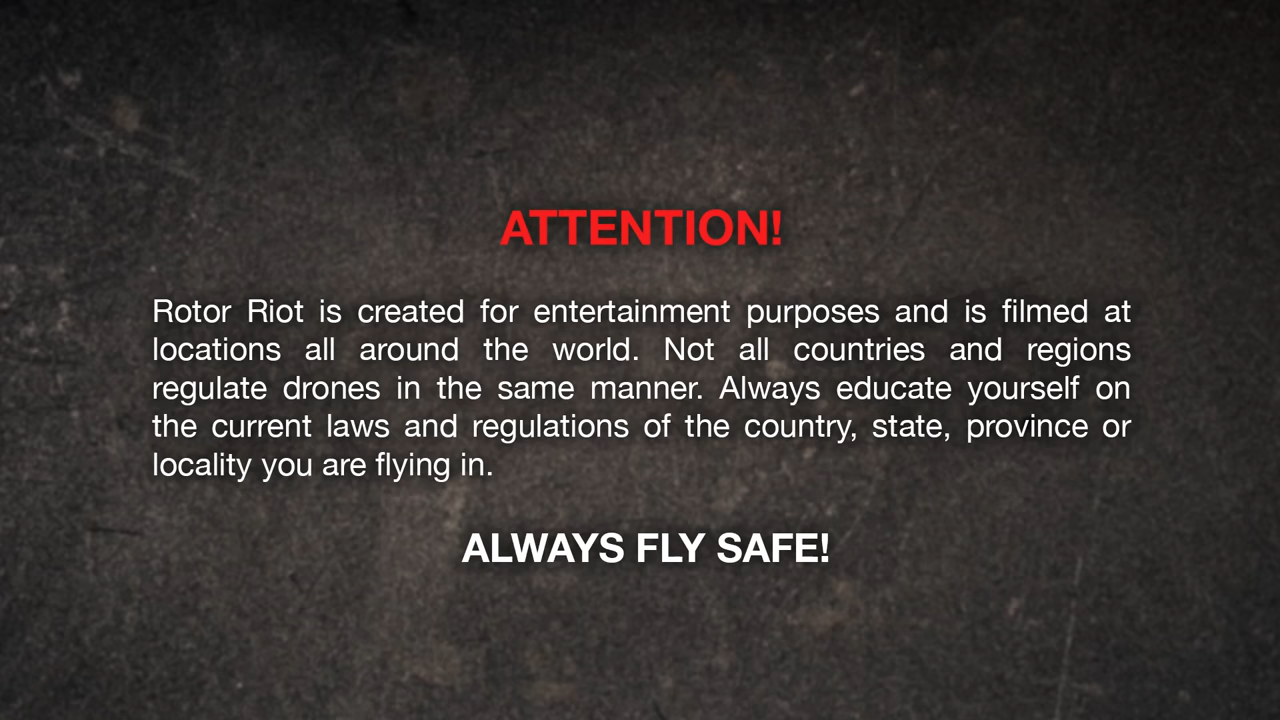 ATTENTION!
Rotor Riot is created for entertainment purposes and is filmed at
locations all around the world. Not all countries and regions
regulate drones in the same manner. Always educate yourself on
the current laws and regulations of the country, state, province or
locality you are flying in.
ALWAYS FLY SAFE!